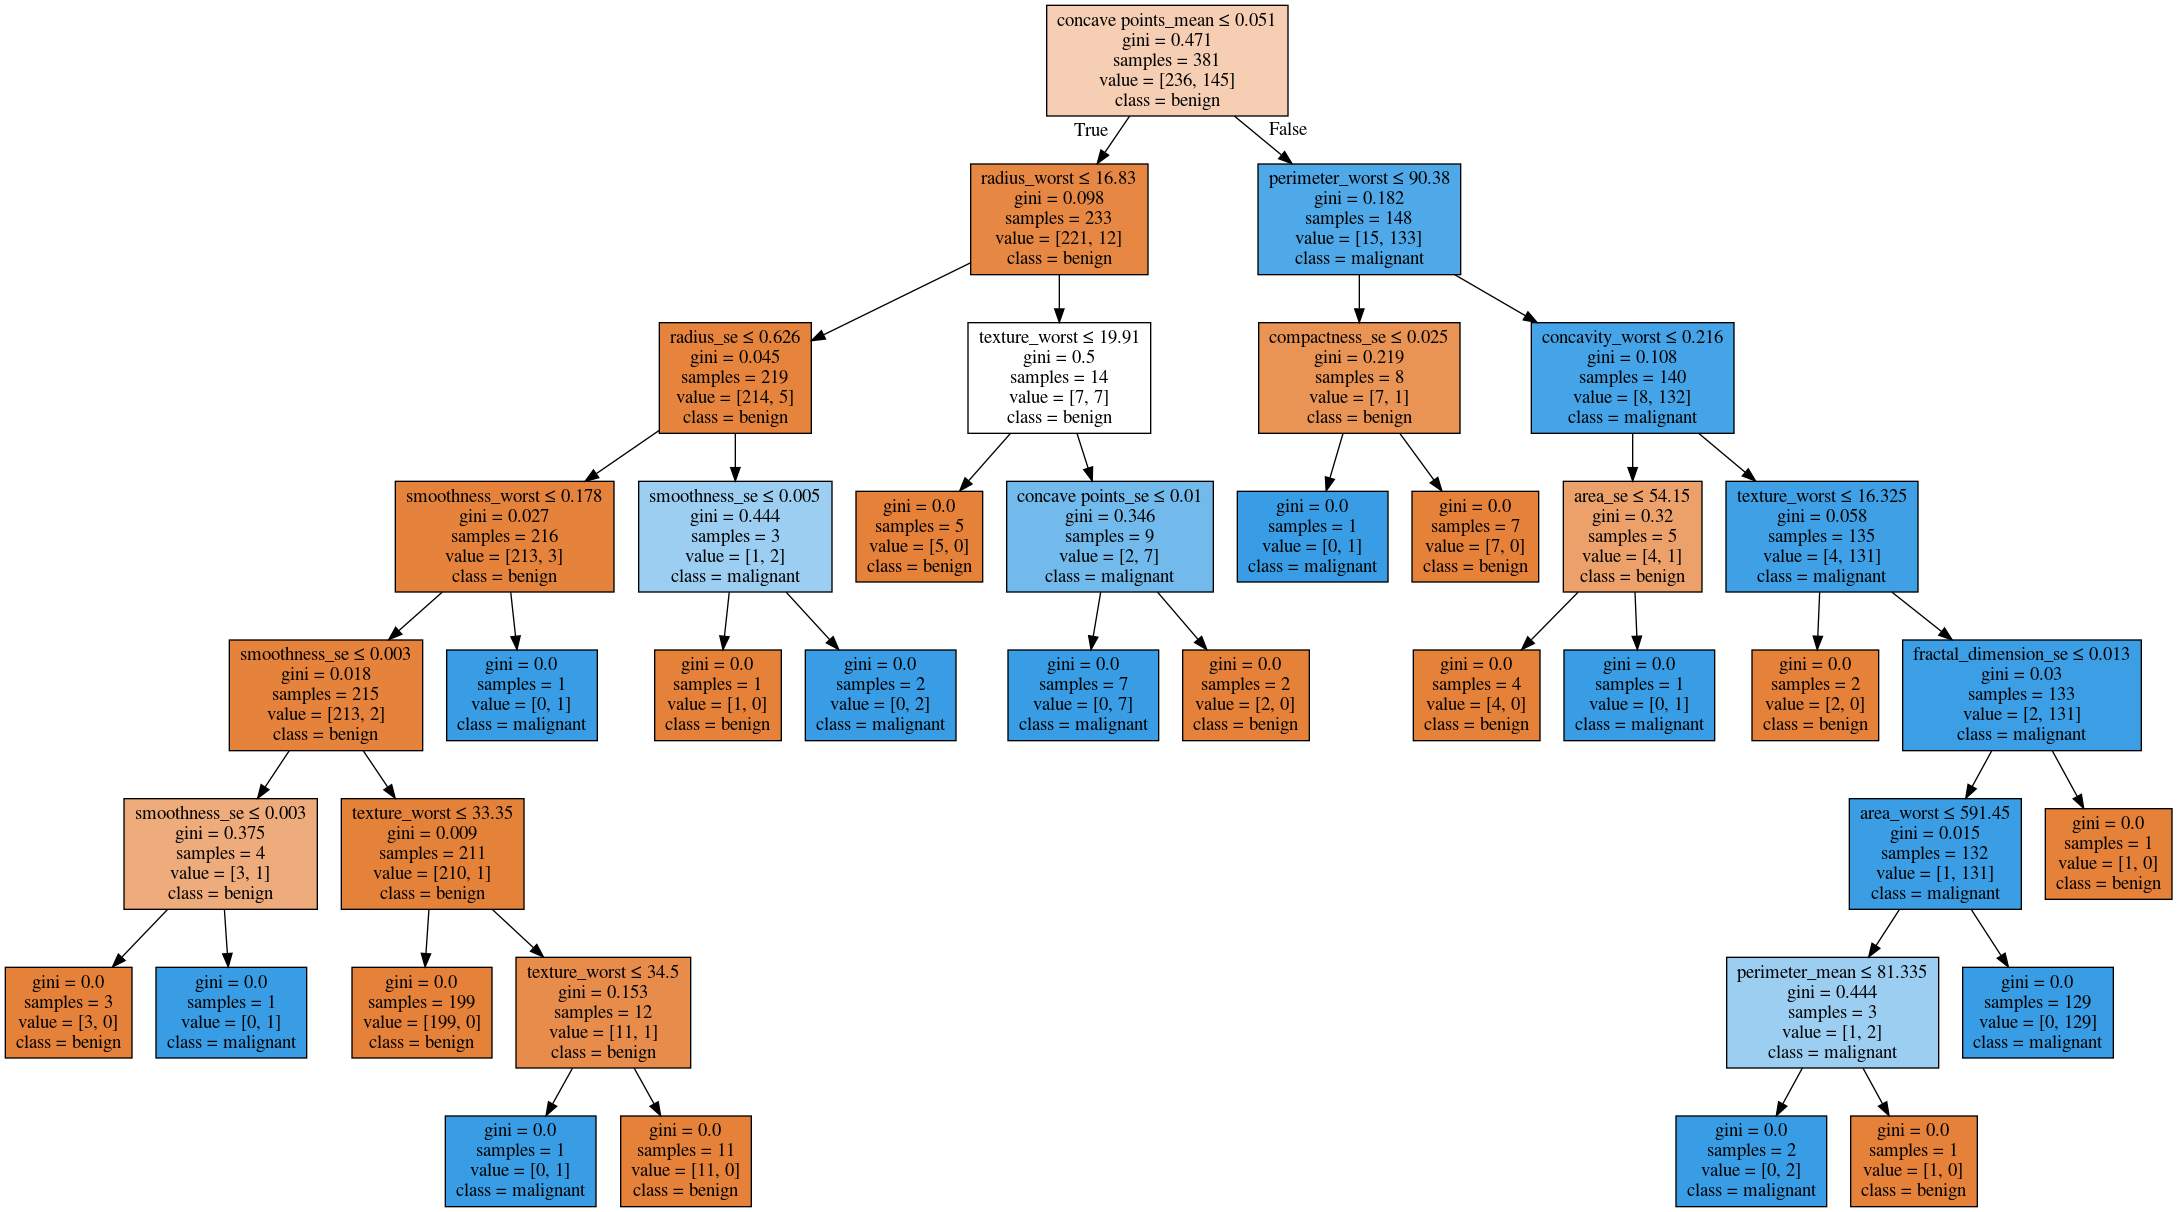 concave points_mean ≤ 0.051
gini = 0.471
samples = 381
value = [236, 145]
class = benign
True
False
radius_worst ≤ 16.83
gini = 0.098
samples = 233
value = [221, 12]
class = benign
perimeter_worst ≤ 90.38
gini = 0.182
samples = 148
value = [15, 133]
class = malignant
radius_se ≤ 0.626
gini = 0.045
samples = 219
value = [214, 5]
class = benign
texture_worst ≤ 19.91
gini = 0.5
samples = 14
value = [7, 7]
class = benign
compactness_se ≤ 0.025
gini = 0.219
samples = 8
value = [7, 1]
class = benign
concavity_worst ≤ 0.216
gini = 0.108
samples = 140
value = [8, 132]
class = malignant
smoothness_worst ≤ 0.178
gini = 0.027
samples = 216
value = [213, 3]
class = benign
smoothness_se ≤ 0.005
gini = 0.444
samples = 3
value = [1, 2]
class = malignant
gini = 0.0
samples = 5
value = [5, 0]
class = benign
concave points_se ≤ 0.01
gini = 0.346
samples = 9
value = [2, 7]
class = malignant
gini = 0.0
samples = 1
value = [0, 1]
class = malignant
gini = 0.0
samples = 7
value = [7, 0]
class = benign
area_se ≤ 54.15
gini = 0.32
samples = 5
value = [4, 1]
class = benign
texture_worst ≤ 16.325
gini = 0.058
samples = 135
value = [4, 131]
class = malignant
smoothness_se ≤ 0.003
gini = 0.018
samples = 215
value = [213, 2]
class = benign
gini = 0.0
samples = 1
value = [0, 1]
class = malignant
gini = 0.0
samples = 1
value = [1, 0]
class = benign
gini = 0.0
samples = 2
value = [0, 2]
class = malignant
gini = 0.0
samples = 7
value = [0, 7]
class = malignant
gini = 0.0
samples = 2
value = [2, 0]
class = benign
gini = 0.0
samples = 4
value = [4, 0]
class = benign
gini = 0.0
samples = 1
value = [0, 1]
class = malignant
gini = 0.0
samples = 2
value = [2, 0]
class = benign
fractal_dimension_se ≤ 0.013
gini = 0.03
samples = 133
value = [2, 131]
class = malignant
smoothness_se ≤ 0.003
gini = 0.375
samples = 4
value = [3, 1]
class = benign
texture_worst ≤ 33.35
gini = 0.009
samples = 211
value = [210, 1]
class = benign
area_worst ≤ 591.45
gini = 0.015
samples = 132
value = [1, 131]
class = malignant
gini = 0.0
samples = 1
value = [1, 0]
class = benign
gini = 0.0
samples = 3
value = [3, 0]
class = benign
gini = 0.0
samples = 1
value = [0, 1]
class = malignant
gini = 0.0
samples = 199
value = [199, 0]
class = benign
texture_worst ≤ 34.5
gini = 0.153
samples = 12
value = [11, 1]
class = benign
perimeter_mean ≤ 81.335
gini = 0.444
samples = 3
value = [1, 2]
class = malignant
gini = 0.0
samples = 129
value = [0, 129]
class = malignant
gini = 0.0
samples = 1
value = [0, 1]
class = malignant
gini = 0.0
samples = 11
value = [11, 0]
class = benign
gini = 0.0
samples = 2
value = [0, 2]
class = malignant
gini = 0.0
samples = 1
value = [1, 0]
class = benign